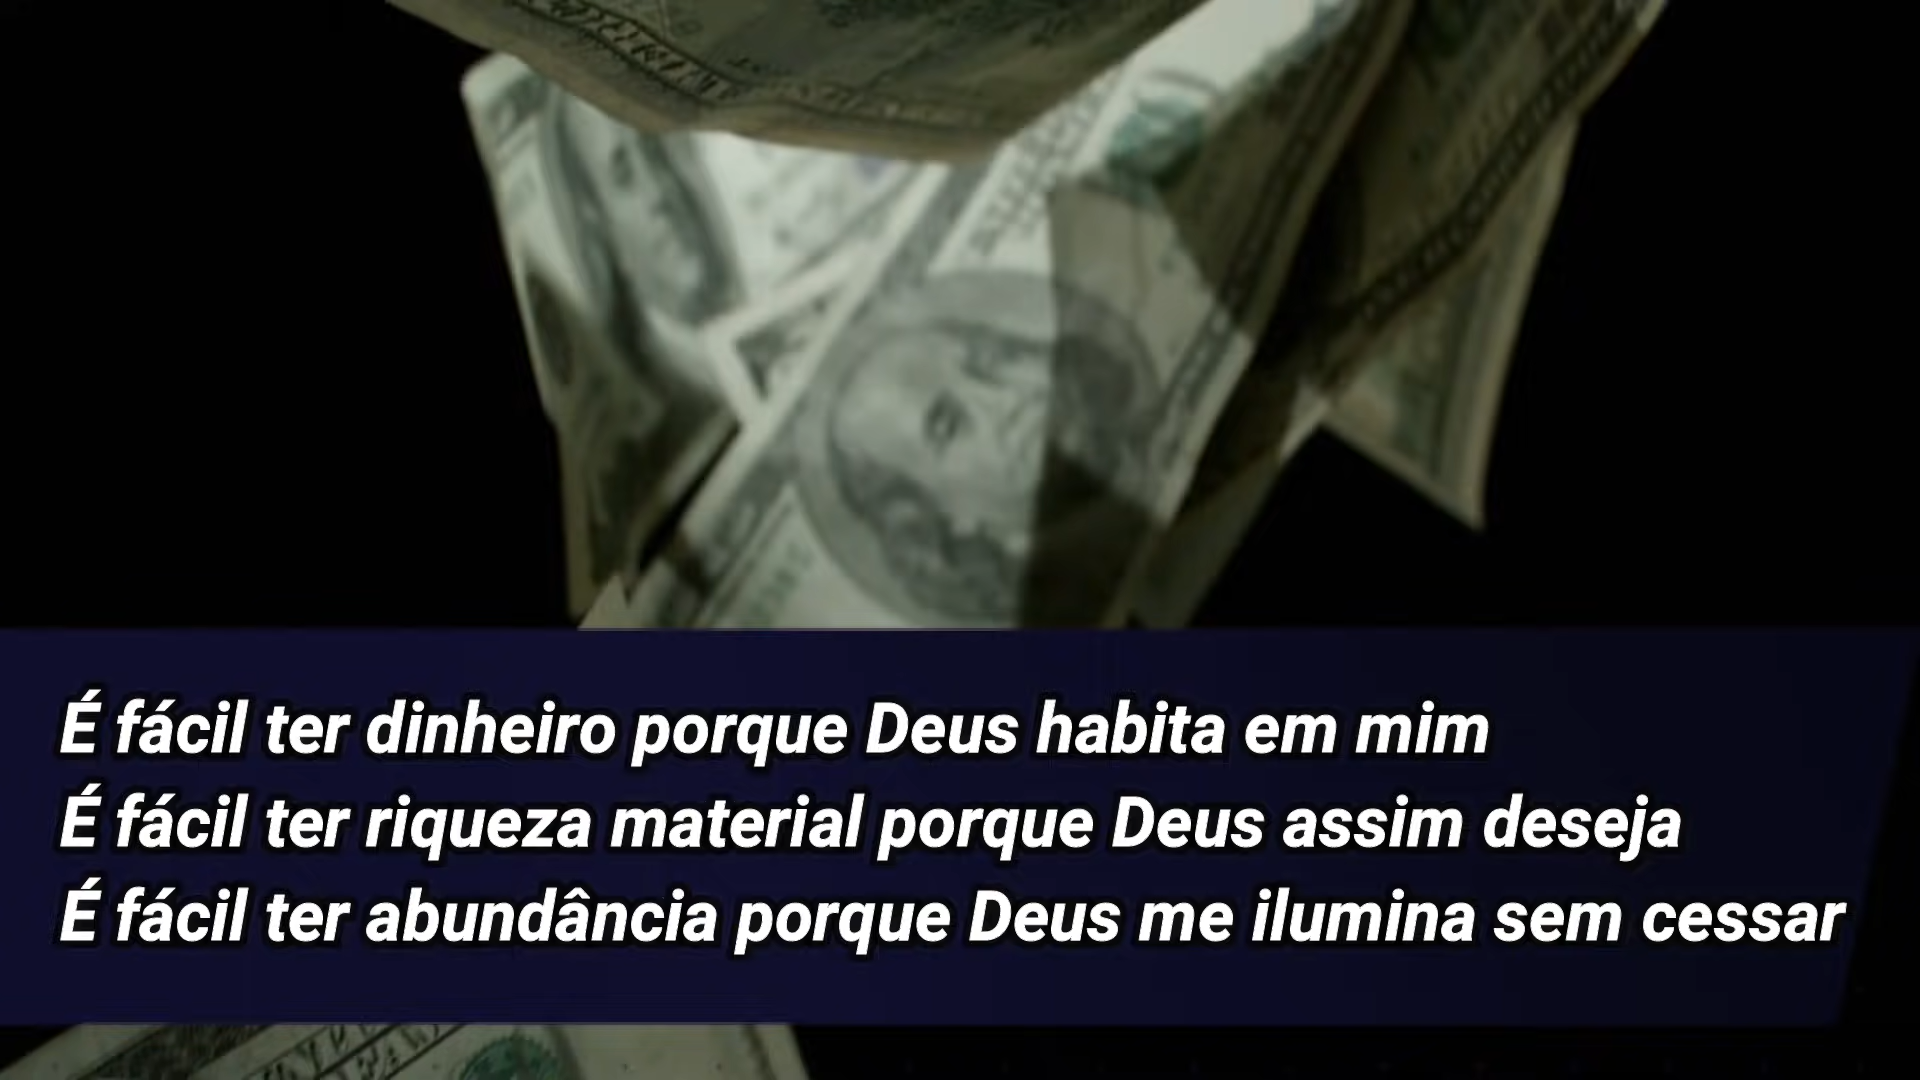 É fácil ter dinheiro porque Deus habita em mim
É fácil ter riqueza material porque Deus assim deseja
É fácil ter abundância porque Deus me ilumina sem cessar